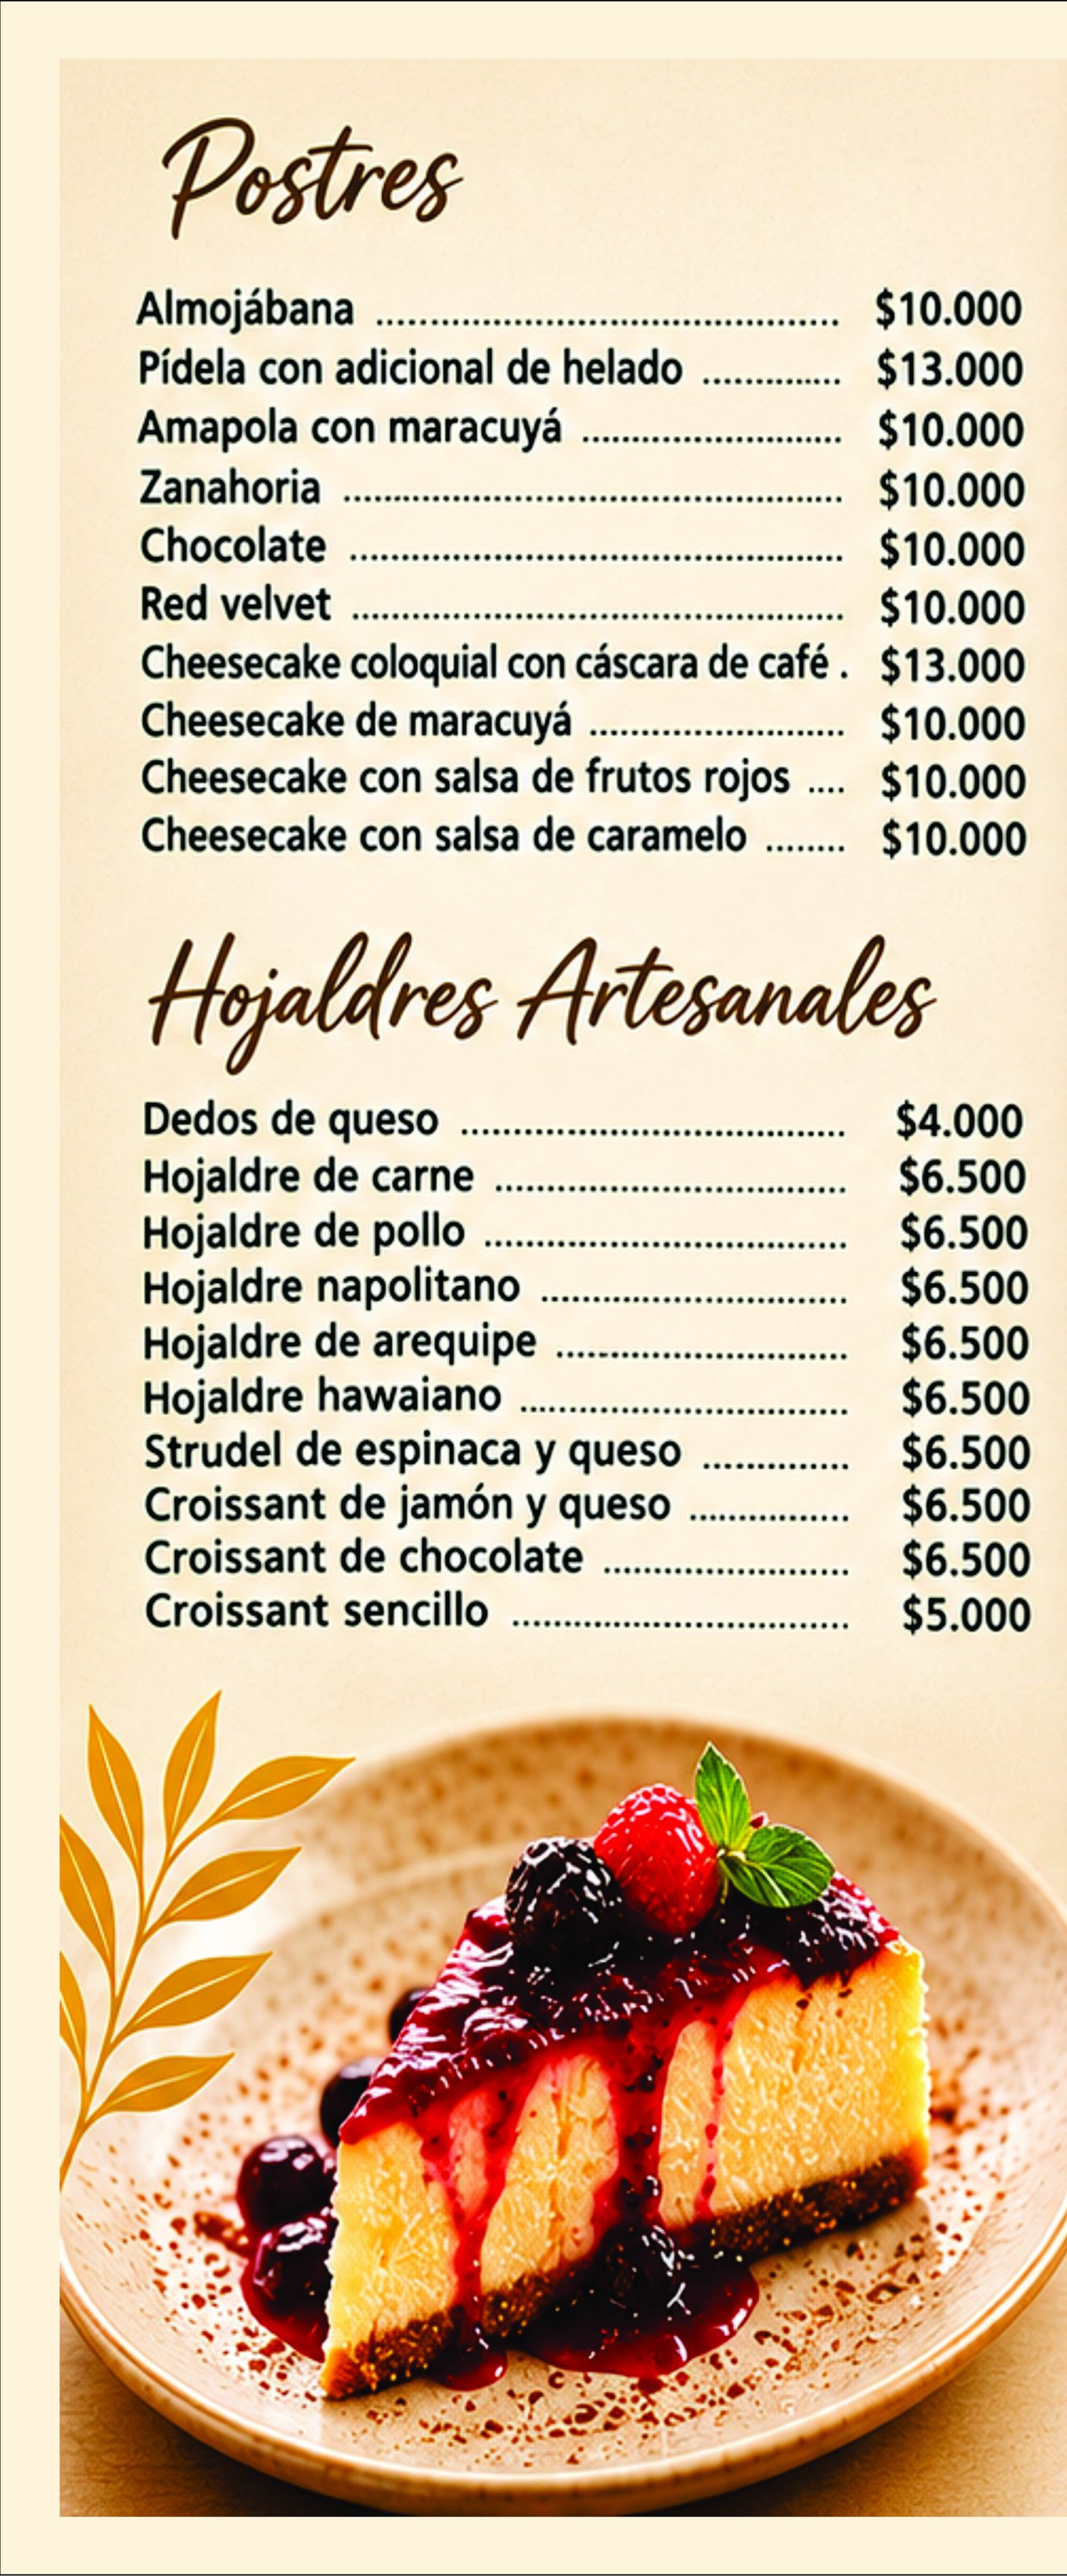 Postres
Almojábana ........................................ $10.000
Pídela con adicional de helado ............. $13.000
Amapola con maracuyá ........................ $10.000
Zanahoria ........................................ $10.000
Chocolate ........................................ $10.000
Red velvet ........................................ $10.000
Cheesecake coloquial con cáscara de café . $13.000
Cheesecake de maracuyá ........................ $10.000
Cheesecake con salsa de frutos rojos .... $10.000
Cheesecake con salsa de caramelo ........ $10.000
Hojaldres Artesanales
Dedos de queso ................................ $4.000
Hojaldre de carne ................................ $6.500
Hojaldre de pollo ................................ $6.500
Hojaldre napolitano ............................ $6.500
Hojaldre de arequipe ............................ $6.500
Hojaldre hawaiano ............................ $6.500
Strudel de espinaca y queso .............. $6.500
Croissant de jamón y queso ................ $6.500
Croissant de chocolate ........................ $6.500
Croissant sencillo ................................ $5.000